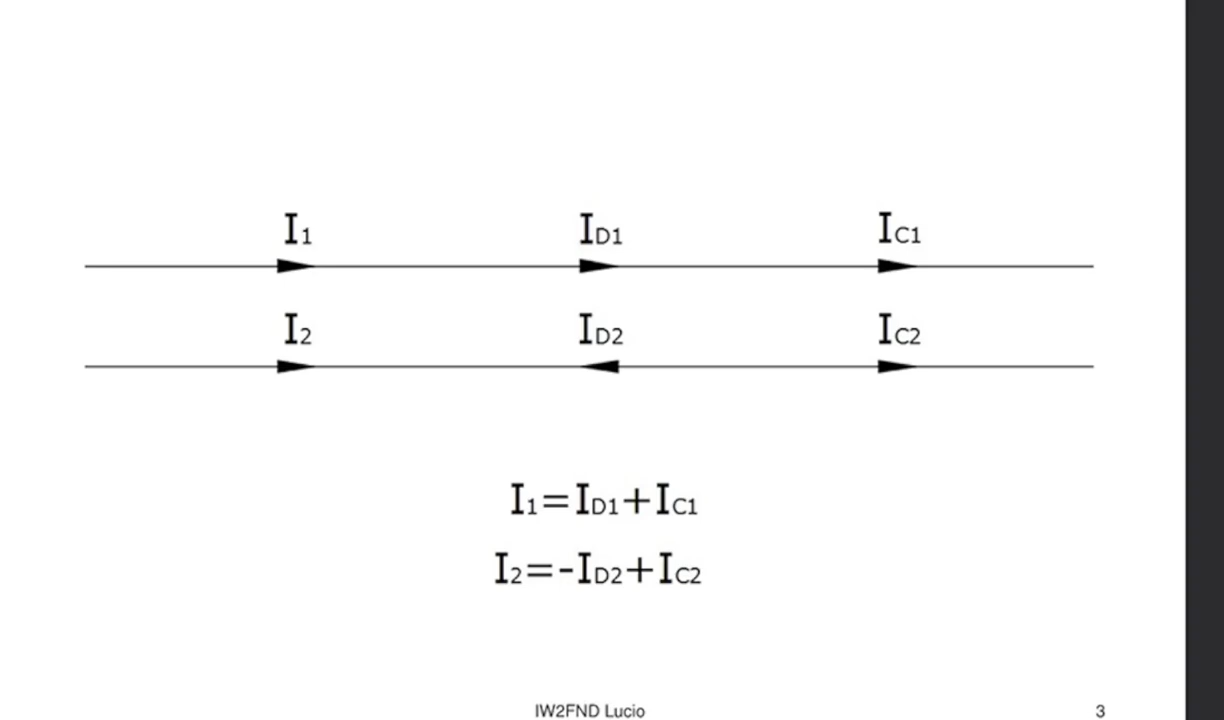 I1 ID1 IC1
I2 ID2 IC2
I1=ID1+IC1
I2=-ID2+IC2
IW2FND Lucio 3